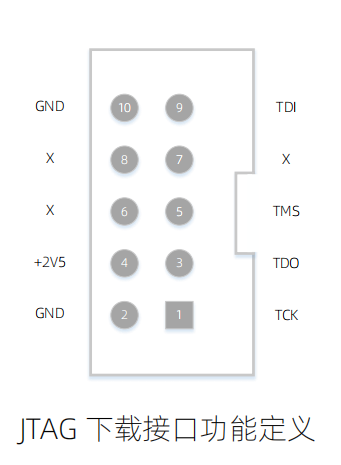 GND 10 9 TDI
X 8 7 X
X 6 5 TMS
+2V5 4 3 TDO
GND 2 1 TCK
JTAG 下载接口功能定义